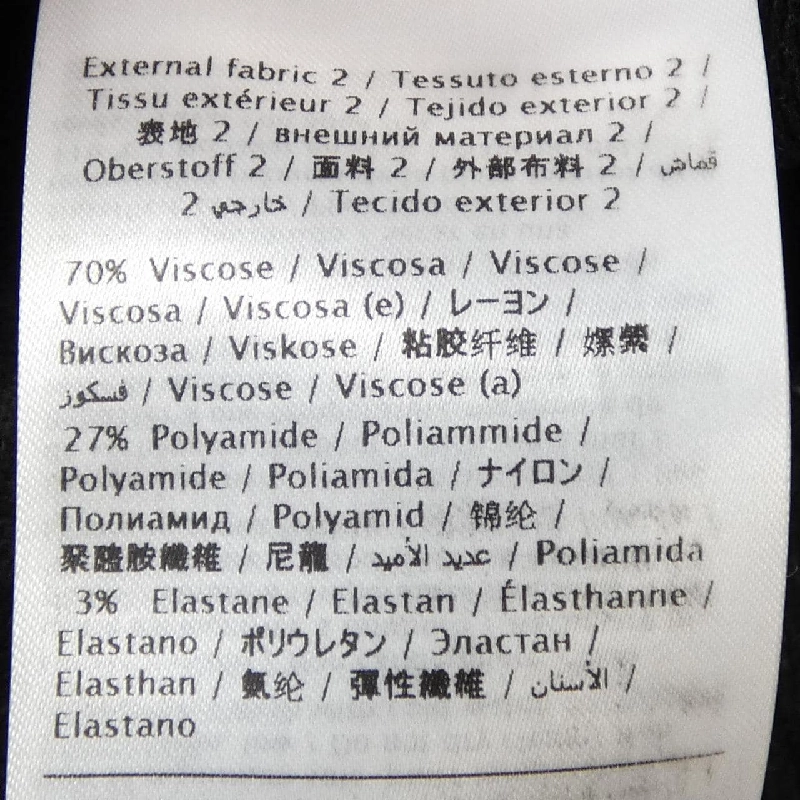 External fabric 2 / Tessuto esterno 2 /
Tissu extérieur 2 / Tejido exterior 2 /
表地 2 / внешний материал 2 /
Oberstoff 2 / 面料 2 / 外部布料 2 / قماش
خارجي 2 / Tecido exterior 2
70% Viscose / Viscosa / Viscose /
Viscosa / Viscosa (e) / レーヨン /
Вискоза / Viskose / 粘胶纤维 / 嫘縈 /
فسكوز / Viscose / Viscose (a)
27% Polyamide / Poliammide /
Polyamide / Poliamida / ナイロン /
Полиамид / Polyamid / 锦纶 /
聚醯胺纖維 / 尼龍 / عديد الأميد / Poliamida
3% Elastane / Elastan / Élasthanne /
Elastano / ポリウレタン / Эластан /
Elasthan / 氨纶 / 彈性纖維 / الأستان /
Elastano